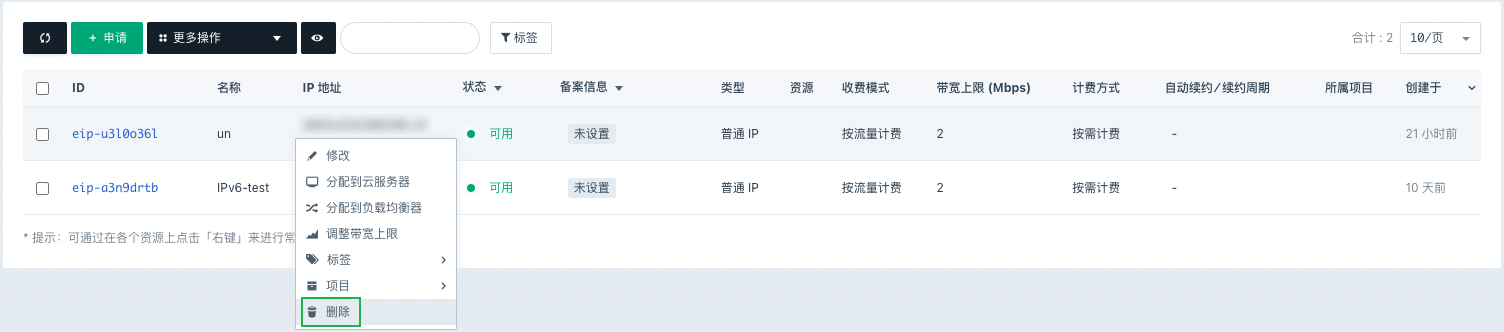 + 申请 更多操作 标签 合计：2 10/页
ID 名称 IP 地址 状态 备案信息 类型 资源 收费模式 带宽上限 (Mbps) 计费方式 自动续约/续约周期 所属项目 创建于
eip-u3l0o36l un 可用 未设置 普通 IP 按流量计费 2 按需计费 - 21 小时前
修改
分配到云服务器
eip-a3n9drtb IPv6-test 可用 未设置 普通 IP 按流量计费 2 按需计费 - 10 天前
分配到负载均衡器
调整带宽上限
* 提示：可通过在各个资源上点击「右键」来进行常
标签
项目
删除